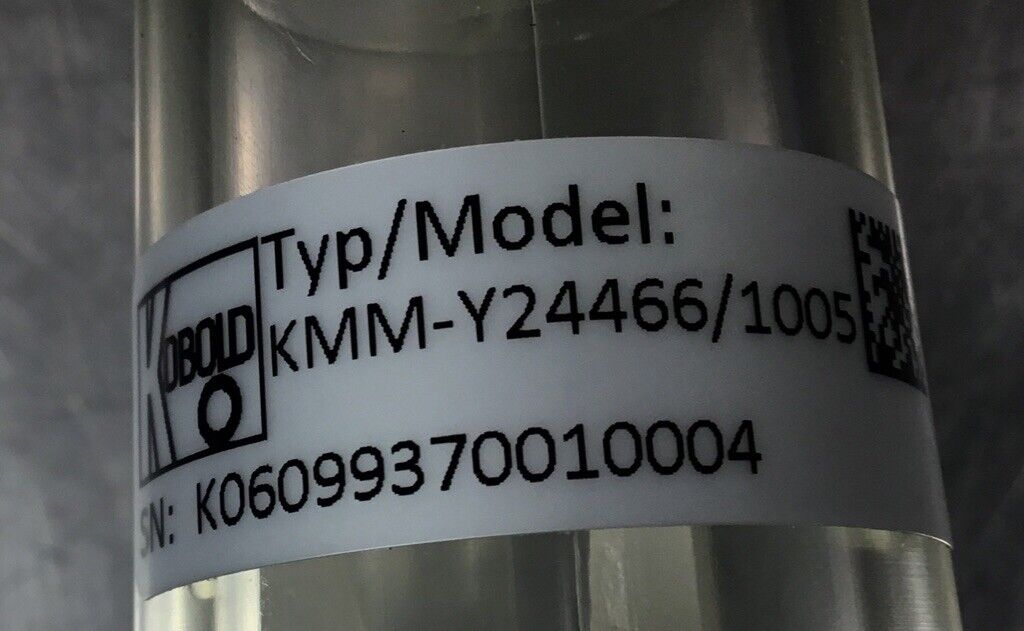 KOBOLD
Typ/Model:
KMM-Y24466/1005
SN: K06099370010004